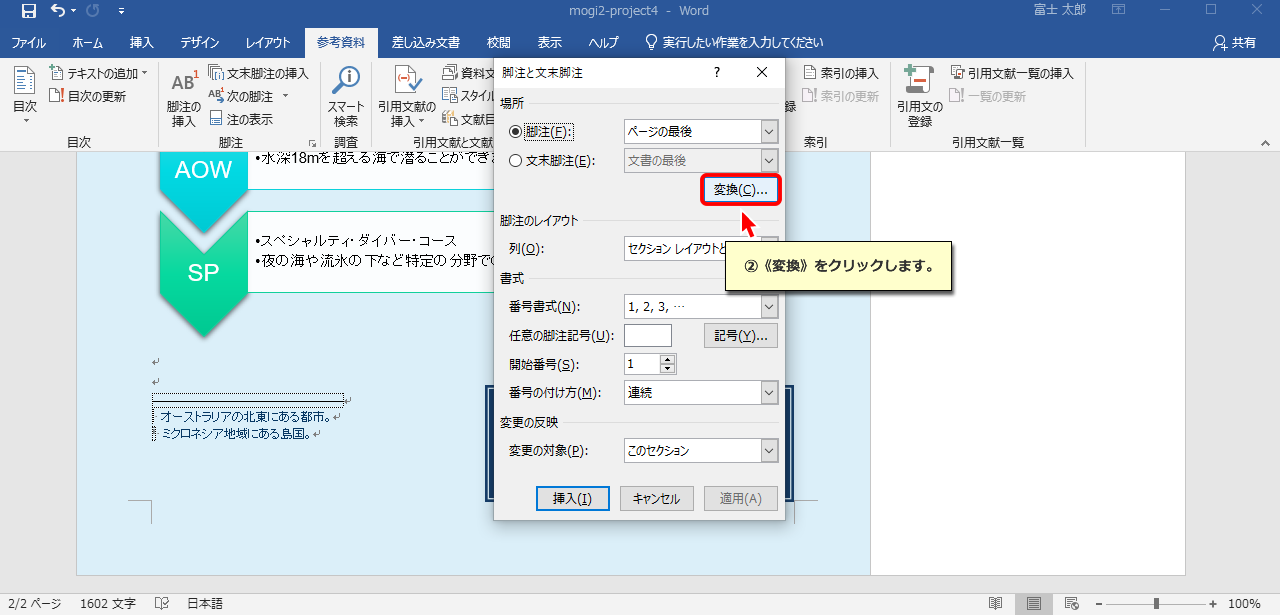 mogi2-project4 - Word
富士 太郎
ファイル ホーム 挿入 デザイン レイアウト 参考資料 差し込み文書 校閲 表示 ヘルプ 実行したい作業を入力してください 共有
目次
テキストの追加
目次の更新
目次
AB1
脚注の
挿入
文末脚注の挿入
次の脚注
注の表示
脚注
スマート
検索
調査
引用文献の
挿入
資料文
スタイル
文献目
引用文献と文献
録
索引の挿入
索引の更新
索引
引用文の
登録
引用文献一覧の挿入
一覧の更新
引用文献一覧
AOW
•水深18mを超える海で潜ることができま
SP
•スペシャルティ・ダイバー・コース
•夜の海や流氷の下など特定の分野での
オーストラリアの北東にある都市。
ミクロネシア地域にある島国。
脚注と文末脚注 ?
場所
脚注(F): ページの最後
文末脚注(E): 文書の最後
変換(C)...
脚注のレイアウト
列(O): セクション レイアウトと
②《変換》をクリックします。
書式
番号書式(N): 1, 2, 3, …
任意の脚注記号(U): 記号(Y)...
開始番号(S): 1
番号の付け方(M): 連続
変更の反映
変更の対象(P): このセクション
挿入(I) キャンセル 適用(A)
2/2 ページ 1602 文字 日本語 100%